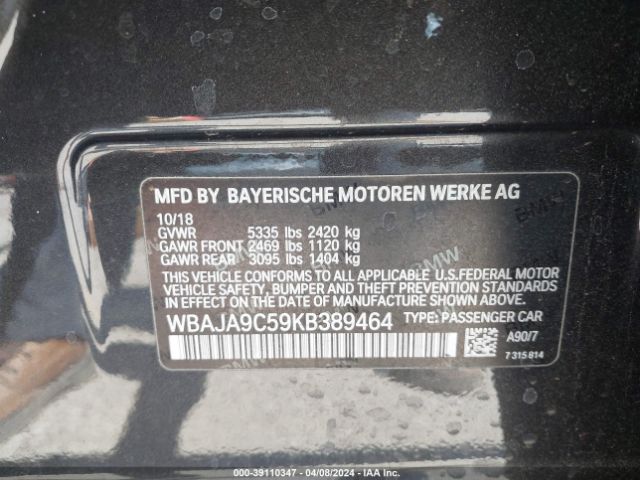 MFD BY BAYERISCHE MOTOREN WERKE AG
10/18
GVWR 5335 lbs 2420 kg
GAWR FRONT 2469 lbs 1120 kg
GAWR REAR 3095 lbs 1404 kg
THIS VEHICLE CONFORMS TO ALL APPLICABLE U.S.FEDERAL MOTOR
VEHICLE SAFETY, BUMPER AND THEFT PREVENTION STANDARDS
IN EFFECT ON THE DATE OF MANUFACTURE SHOWN ABOVE.
WBAJA9C59KB389464 TYPE: PASSENGER CAR
A90/7
7 315 814
000-39110347 / 04/08/2024 - IAA Inc.